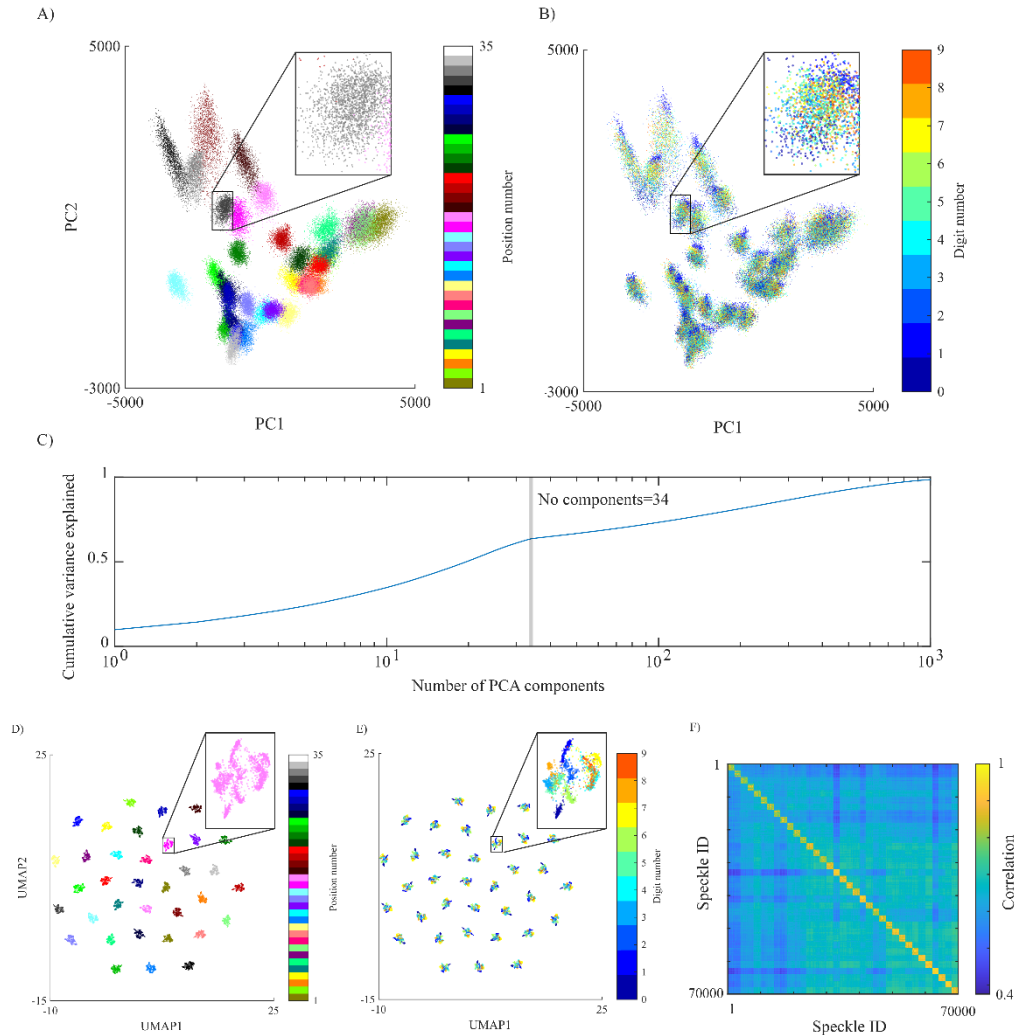 A)
5000
PC2
-3000
-5000
5000
PC1
35
Position number
1
B)
5000
-3000
-5000
5000
PC1
9
8
7
6
5
4
3
2
1
0
Digit number
C)
Cumulative variance explained
1
0.5
0
No components=34
10^0
10^1
10^2
10^3
Number of PCA components
D)
25
UMAP2
-15
-10
25
UMAP1
35
Position number
1
E)
25
-15
-10
25
UMAP1
9
8
7
6
5
4
3
2
1
0
Digit number
F)
1
Speckle ID
70000
1
70000
Speckle ID
1
Correlation
0.4